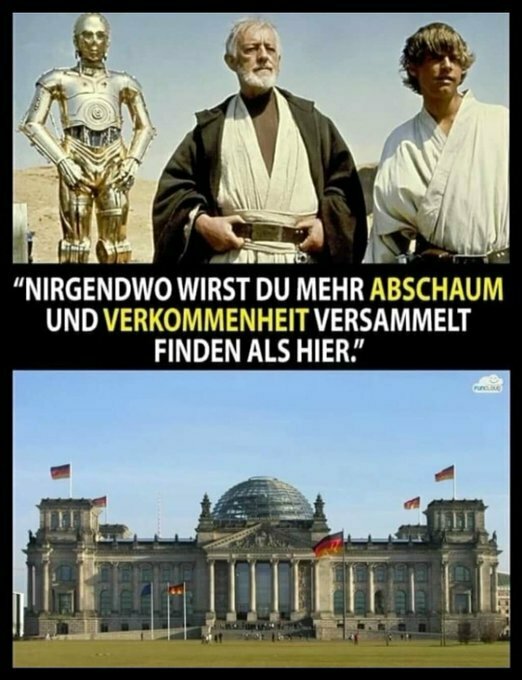 "NIRGENDWO WIRST DU MEHR ABSCHAUM
UND VERKOMMENHEIT VERSAMMELT
FINDEN ALS HIER."